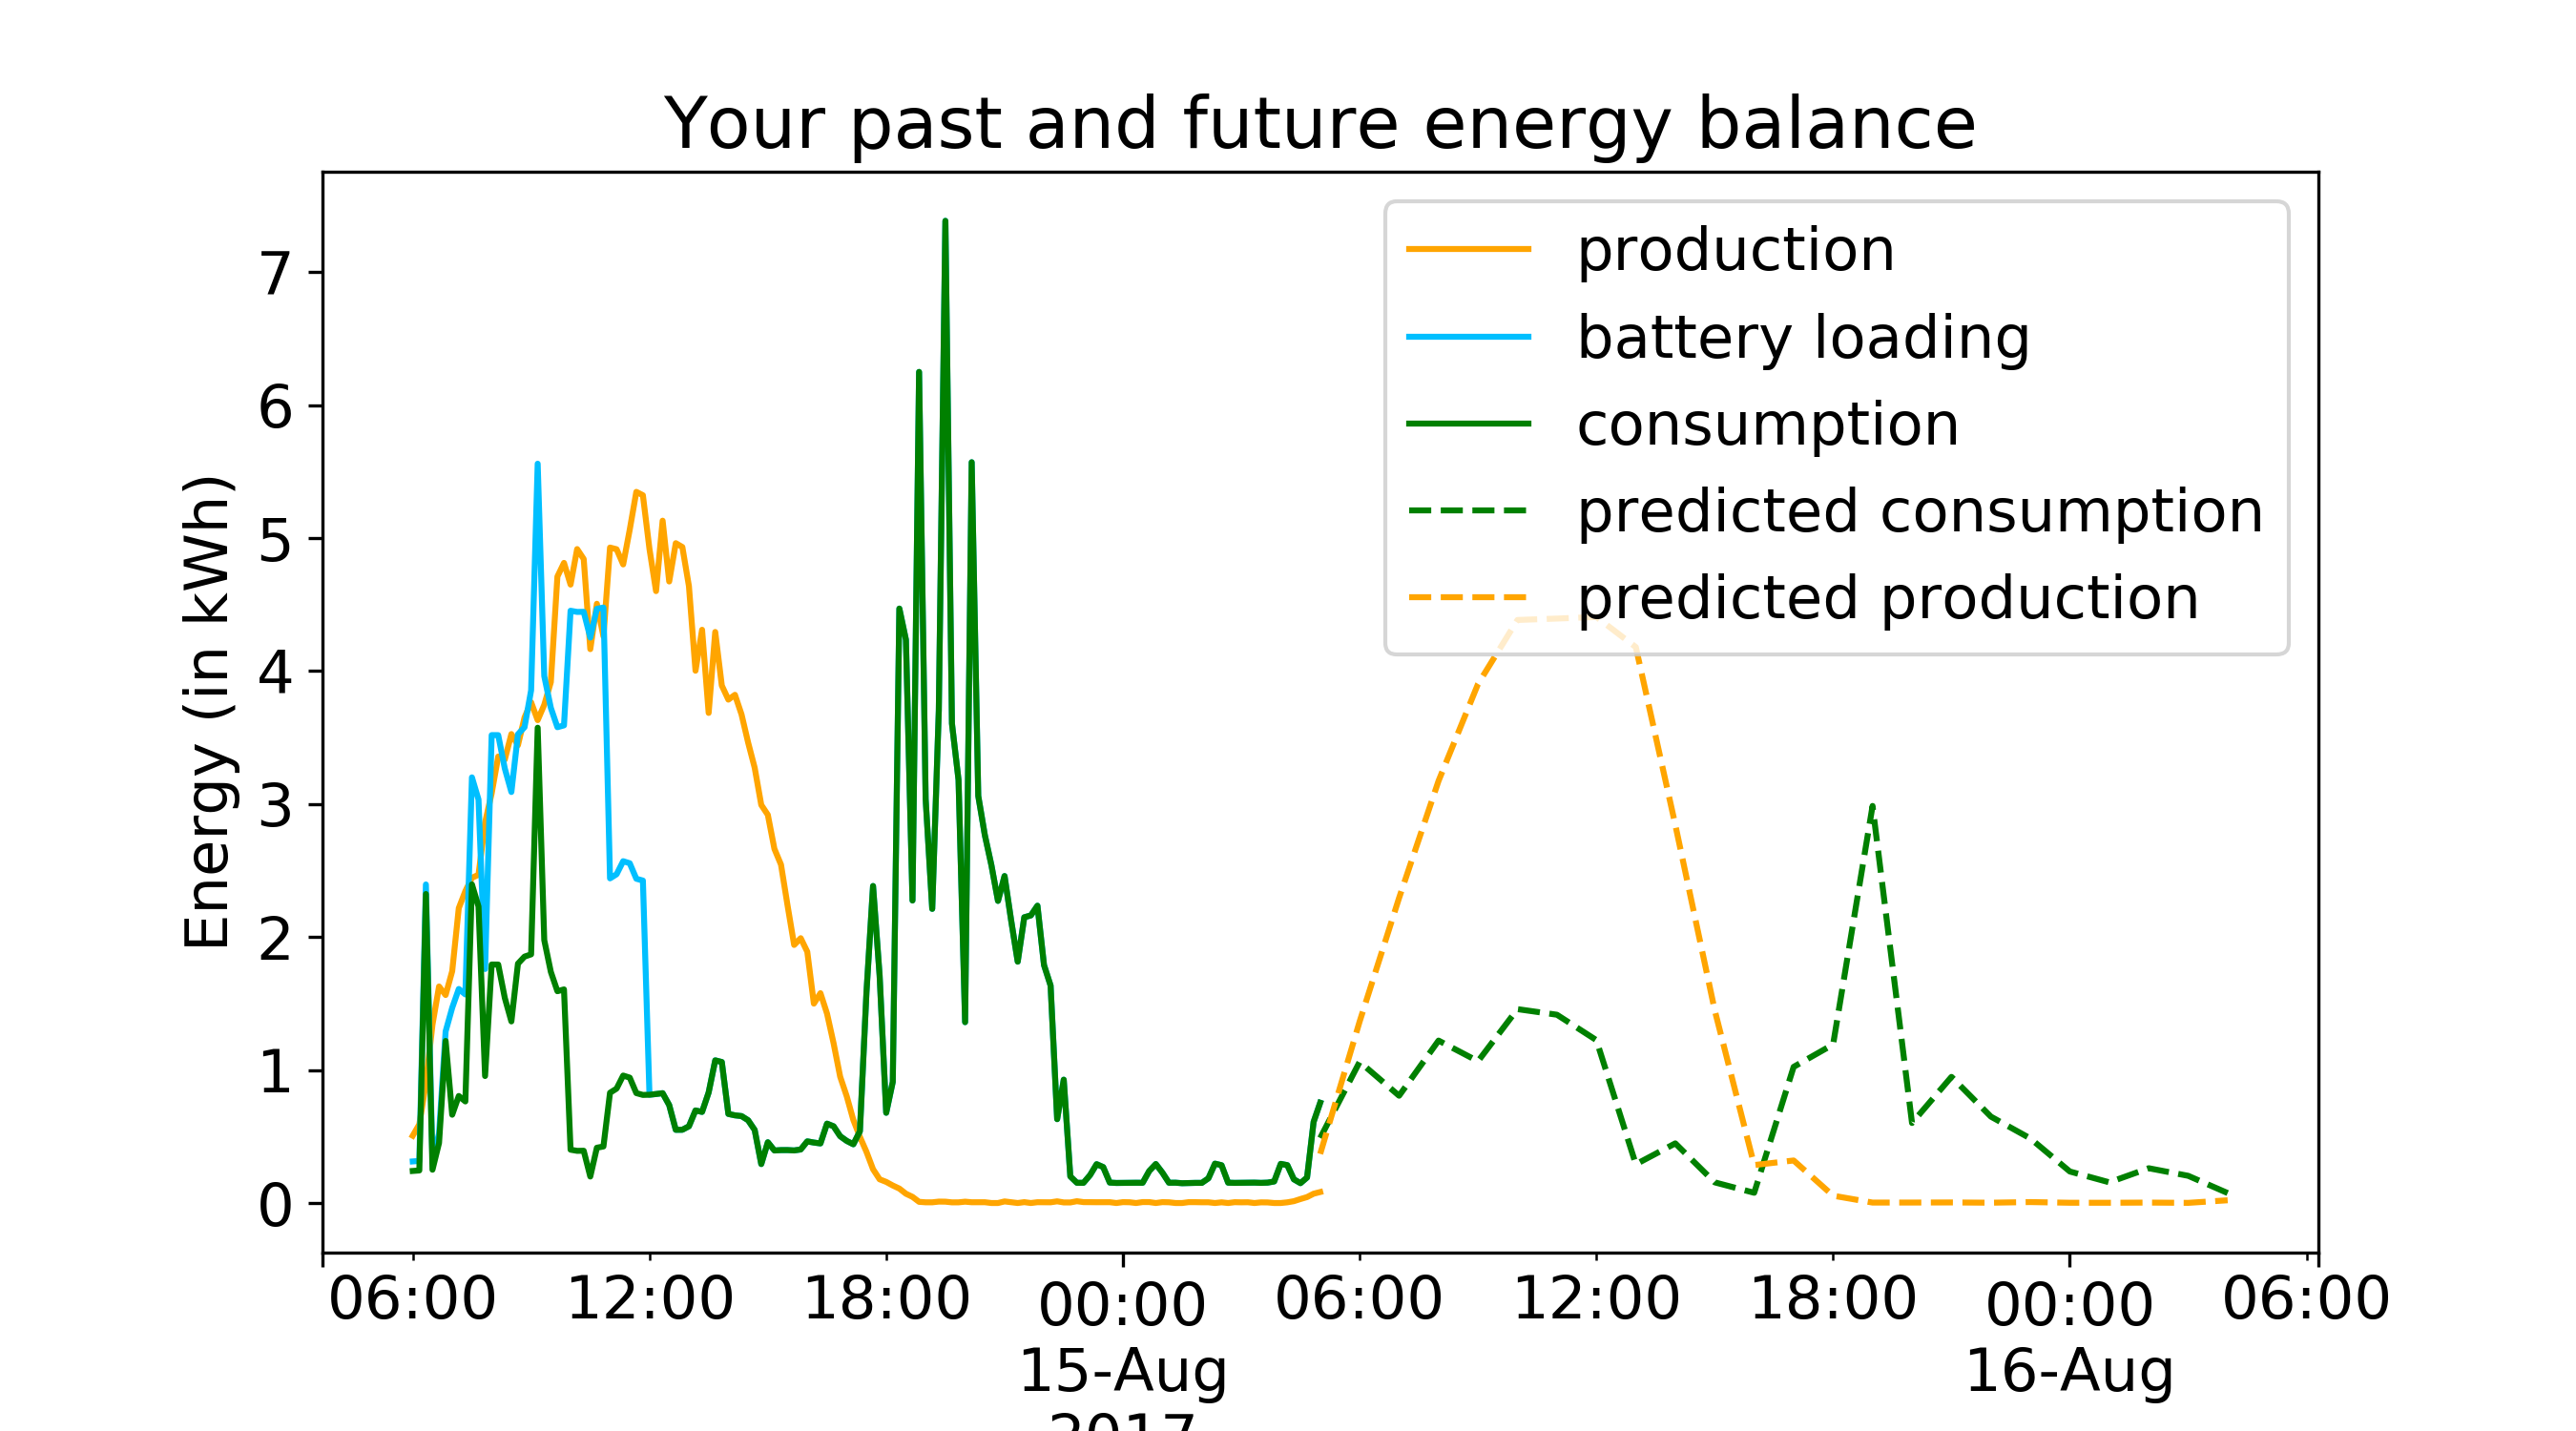 Your past and future energy balance
Energy (in kWh)
7
6
5
4
3
2
1
0
production
battery loading
consumption
predicted consumption
predicted production
06:00 12:00 18:00 00:00 06:00 12:00 18:00 00:00 06:00
15-Aug 16-Aug
2017